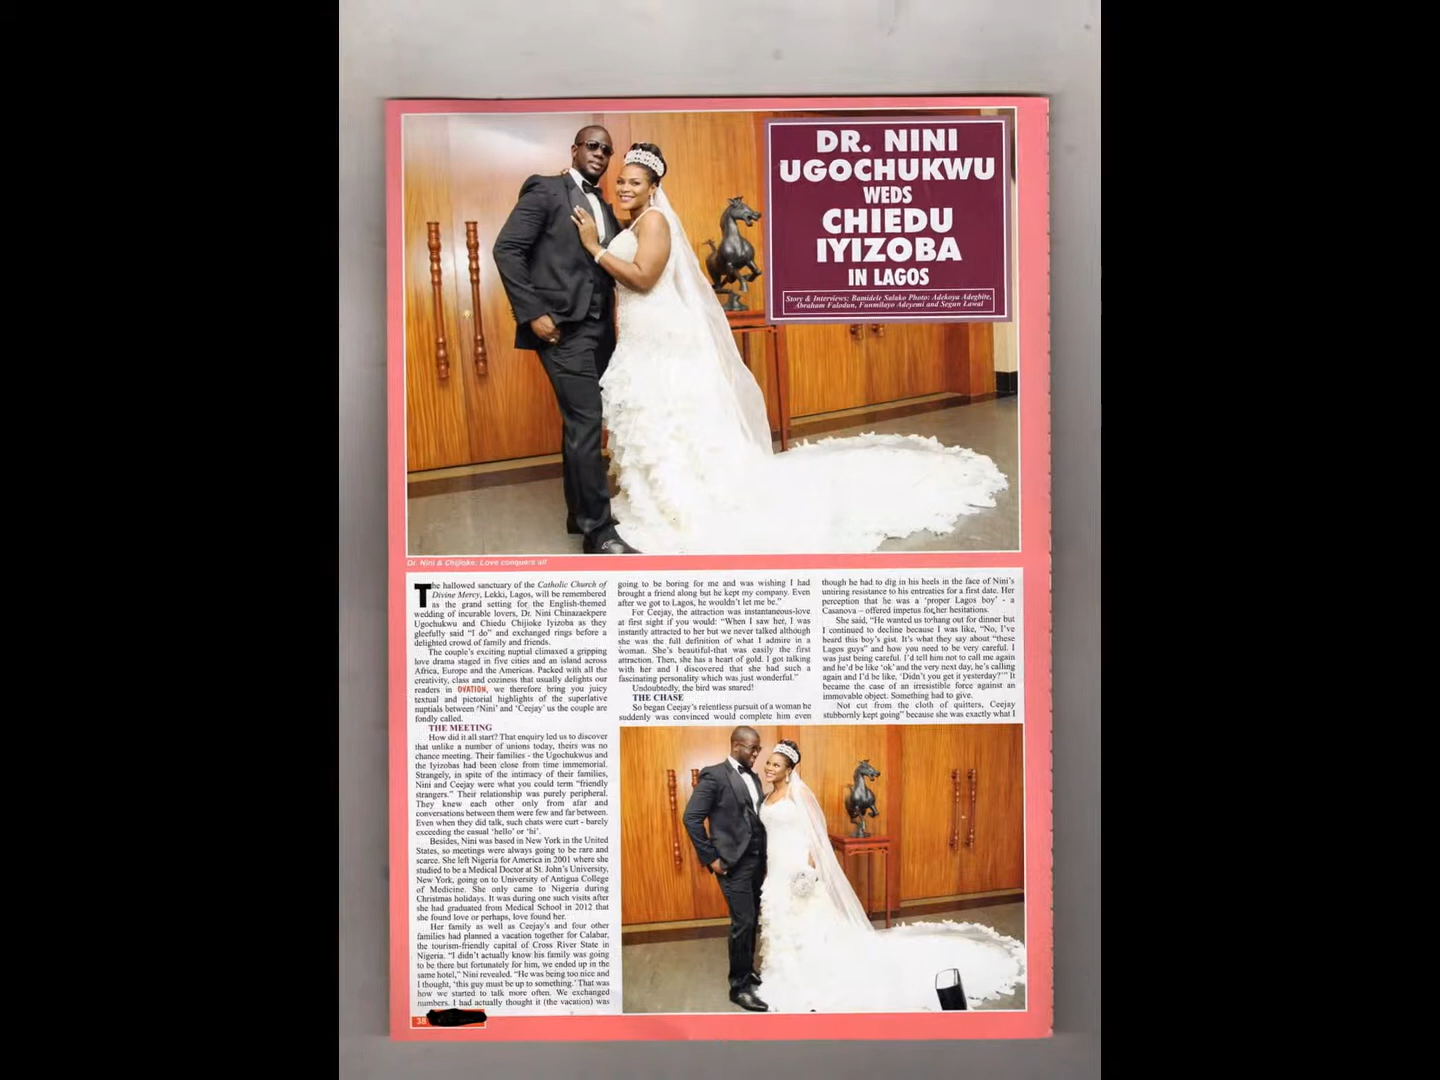 DR. NINI
UGOCHUKWU
WEDS
CHIEDU
IYIZOBA
IN LAGOS
Story & Interviews: Bamidele Salako Photo: Adekoya Adegbite,
Abraham Falodun, Funmilayo Adeyemi and Segun Lawal
Dr. Nini & Chijioke: Love conquers all
The hallowed sanctuary of the Catholic Church of
Divine Mercy, Lekki, Lagos, will be remembered
as the grand setting for the English-themed
wedding of incurable lovers, Dr. Nini Chinazaekpere
Ugochukwu and Chiedu Chijioke Iyizoba as they
gleefully said "I do" and exchanged rings before a
delighted crowd of family and friends.
The couple's exciting nuptial climaxed a gripping
love drama staged in five cities and an island across
Africa, Europe and the Americas. Packed with all the
creativity, class and coziness that usually delights our
readers in OVATION, we therefore bring you juicy
textual and pictorial highlights of the superlative
nuptials between 'Nini' and 'Ceejay' us the couple are
fondly called.
THE MEETING
How did it all start? That enquiry led us to discover
that unlike a number of unions today, theirs was no
chance meeting. Their families - the Ugochukwus and
the Iyizobas had been close from time immemorial.
Strangely, in spite of the intimacy of their families,
Nini and Ceejay were what you could term "friendly
strangers." Their relationship was purely peripheral.
They knew each other only from afar and
conversations between them were few and far between.
Even when they did talk, such chats were curt - barely
exceeding the casual 'hello' or 'hi'.
Besides, Nini was based in New York in the United
States, so meetings were always going to be rare and
scarce. She left Nigeria for America in 2001 where she
studied to be a Medical Doctor at St. John's University,
New York, going on to University of Antigua College
of Medicine. She only came to Nigeria during
Christmas holidays. It was during one such visits after
she had graduated from Medical School in 2012 that
she found love or perhaps, love found her.
Her family as well as Ceejay's and four other
families had planned a vacation together for Calabar,
the tourism-friendly capital of Cross River State in
Nigeria. "I didn't actually know his family was going
to be there but fortunately for him, we ended up in the
same hotel," Nini revealed. "He was being too nice and
I thought, 'this guy must be up to something.' That was
how we started to talk more often. We exchanged
numbers. I had actually thought it (the vacation) was
going to be boring for me and was wishing I had
brought a friend along but he kept my company. Even
after we got to Lagos, he wouldn't let me be."
For Ceejay, the attraction was instantaneous-love
at first sight if you would: "When I saw her, I was
instantly attracted to her but we never talked although
she was the full definition of what I admire in a
woman. She's beautiful-that was easily the first
attraction. Then, she has a heart of gold. I got talking
with her and I discovered that she had such a
fascinating personality which was just wonderful."
Undoubtedly, the bird was snared!
THE CHASE
So began Ceejay's relentless pursuit of a woman he
suddenly was convinced would complete him even
though he had to dig in his heels in the face of Nini's
untiring resistance to his entreaties for a first date. Her
perception that he was a 'proper Lagos boy' - a
Casanova – offered impetus for her hesitations.
She said, "He wanted us to hang out for dinner but
I continued to decline because I was like, "No, I've
heard this boy's gist. It's what they say about "these
Lagos guys" and how you need to be very careful. I
was just being careful. I'd tell him not to call me again
and he'd be like 'ok' and the very next day, he's calling
again and I'd be like, 'Didn't you get it yesterday?'" It
became the case of an irresistible force against an
immovable object. Something had to give.
Not cut from the cloth of quitters, Ceejay
stubbornly kept going" because she was exactly what I
38